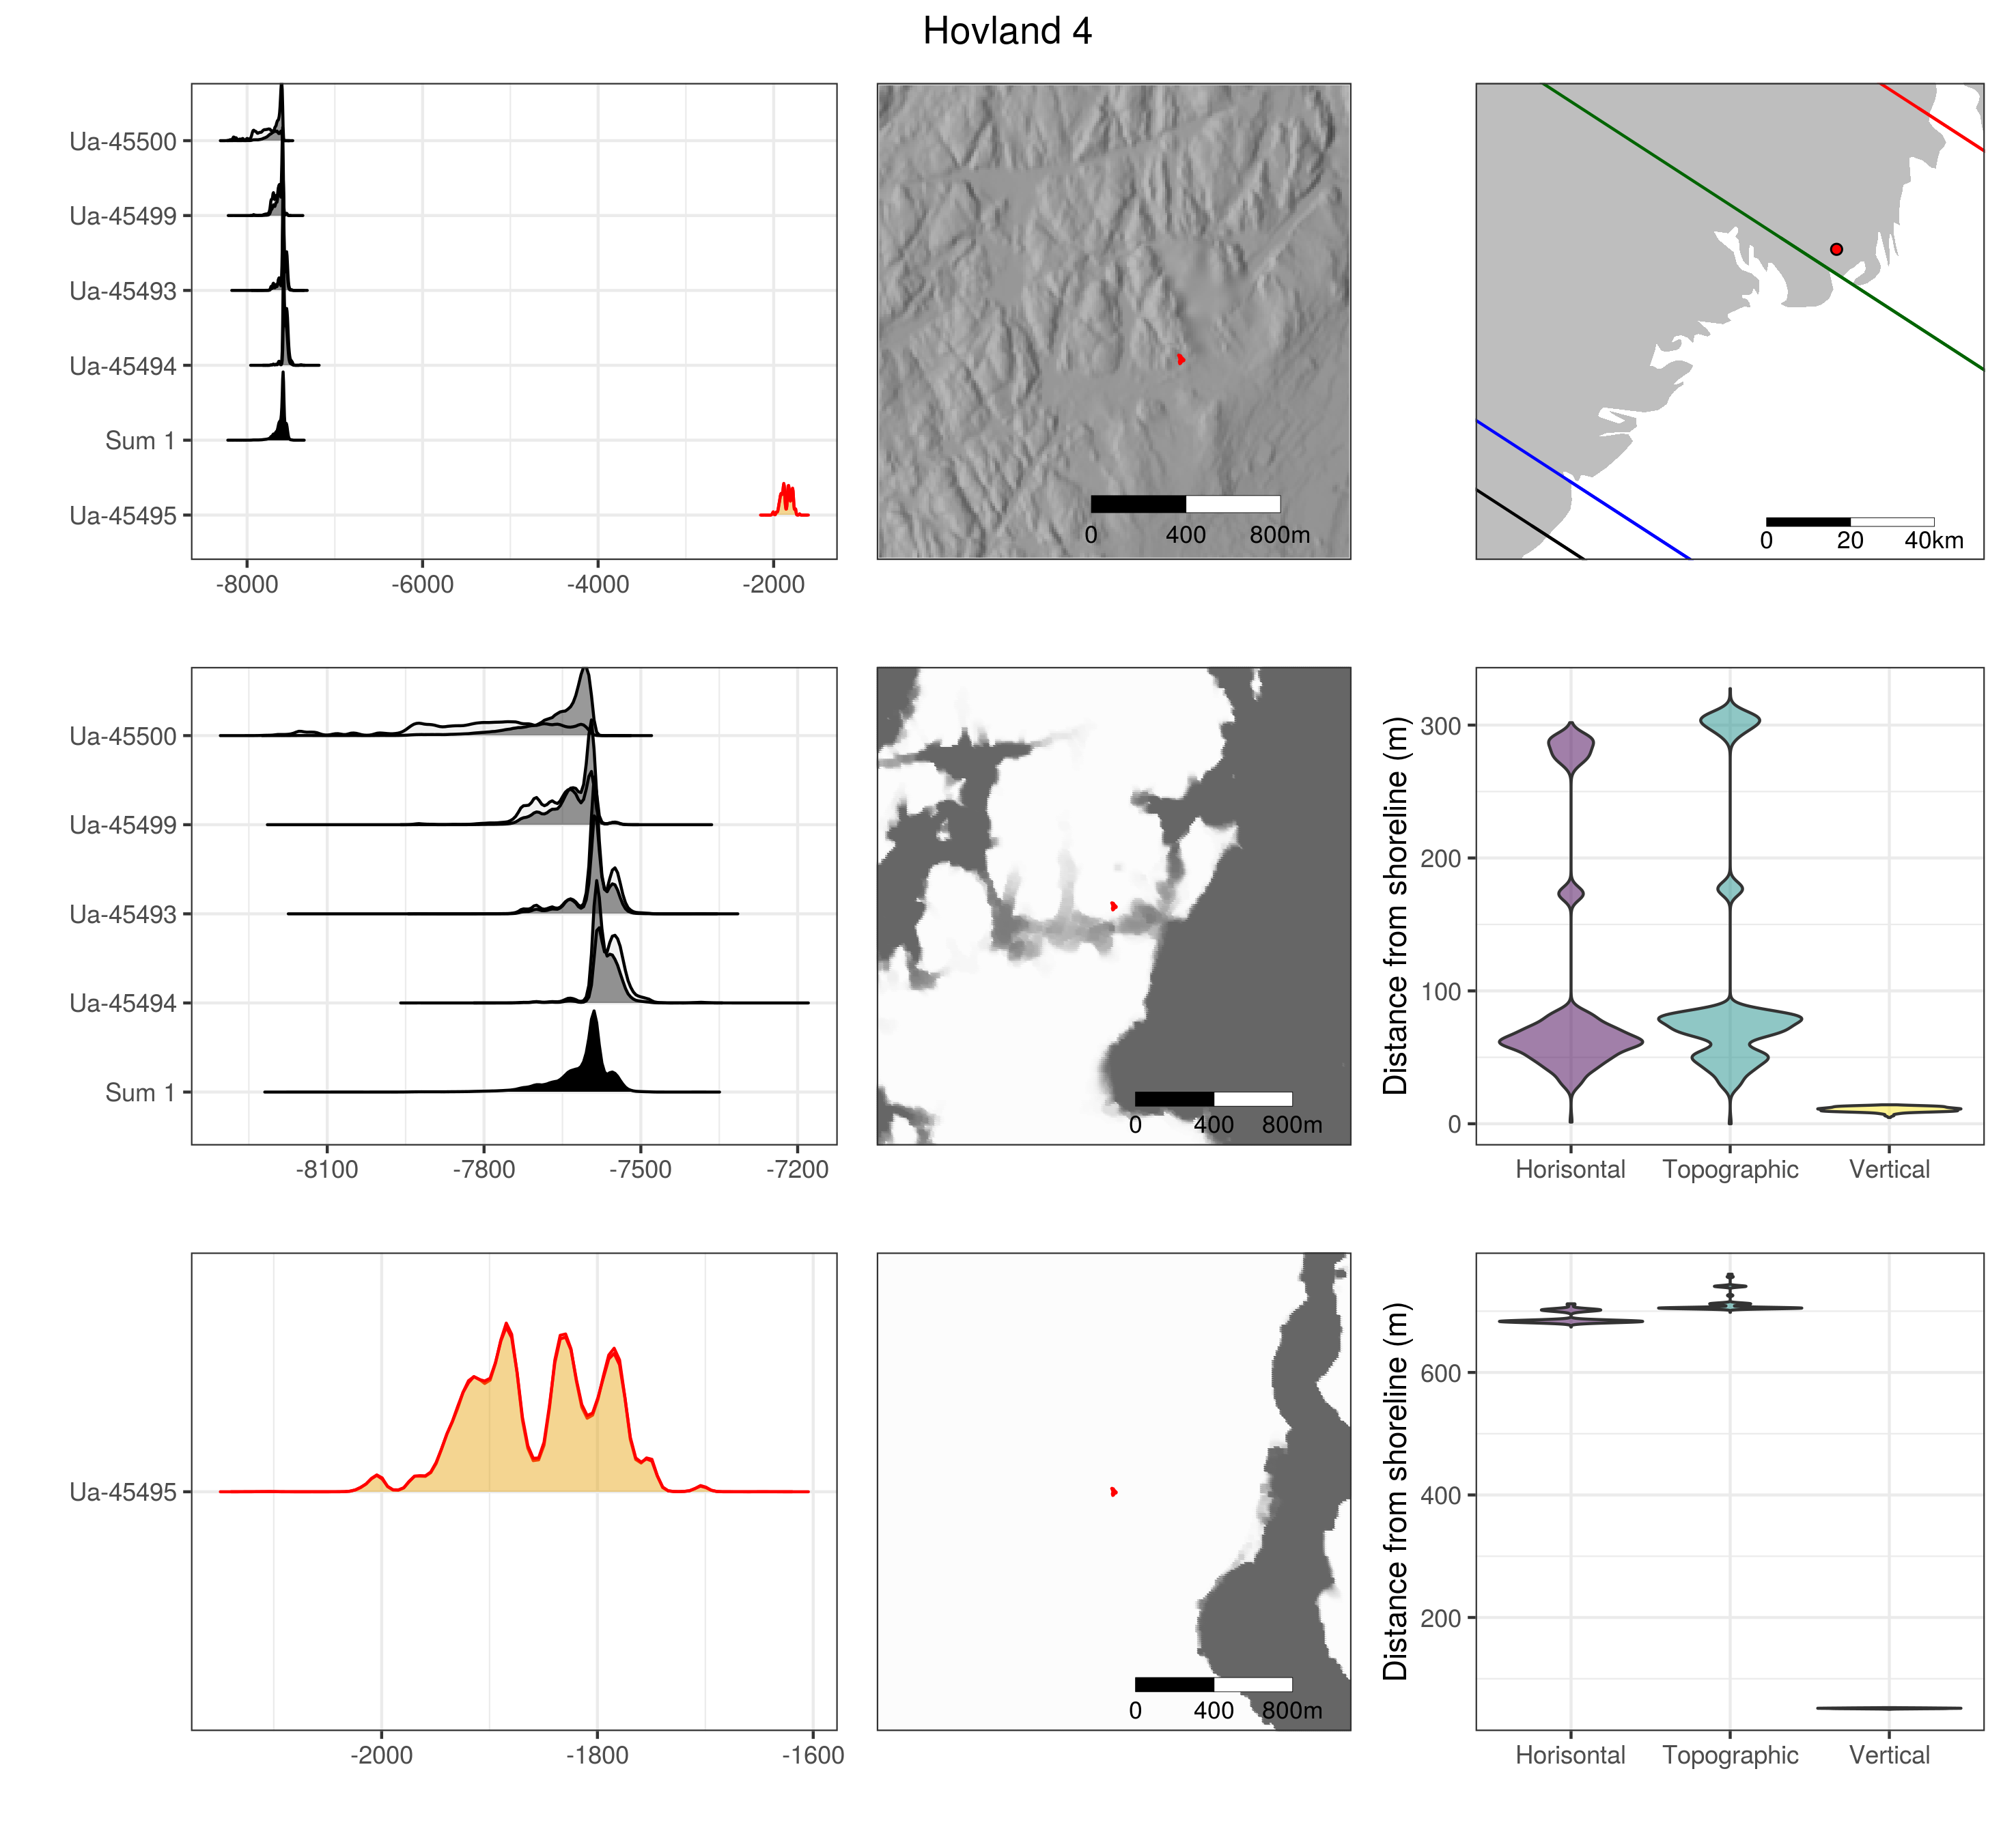 Hovland 4
Ua-45500
Ua-45499
Ua-45493
Ua-45494
Sum 1
Ua-45495
-8000 -6000 -4000 -2000
0 400 800m
0 20 40km
Ua-45500
Ua-45499
Ua-45493
Ua-45494
Sum 1
-8100 -7800 -7500 -7200
0 400 800m
Distance from shoreline (m)
300
200
100
0
Horisontal Topographic Vertical
Ua-45495
-2000 -1800 -1600
0 400 800m
Distance from shoreline (m)
600
400
200
Horisontal Topographic Vertical